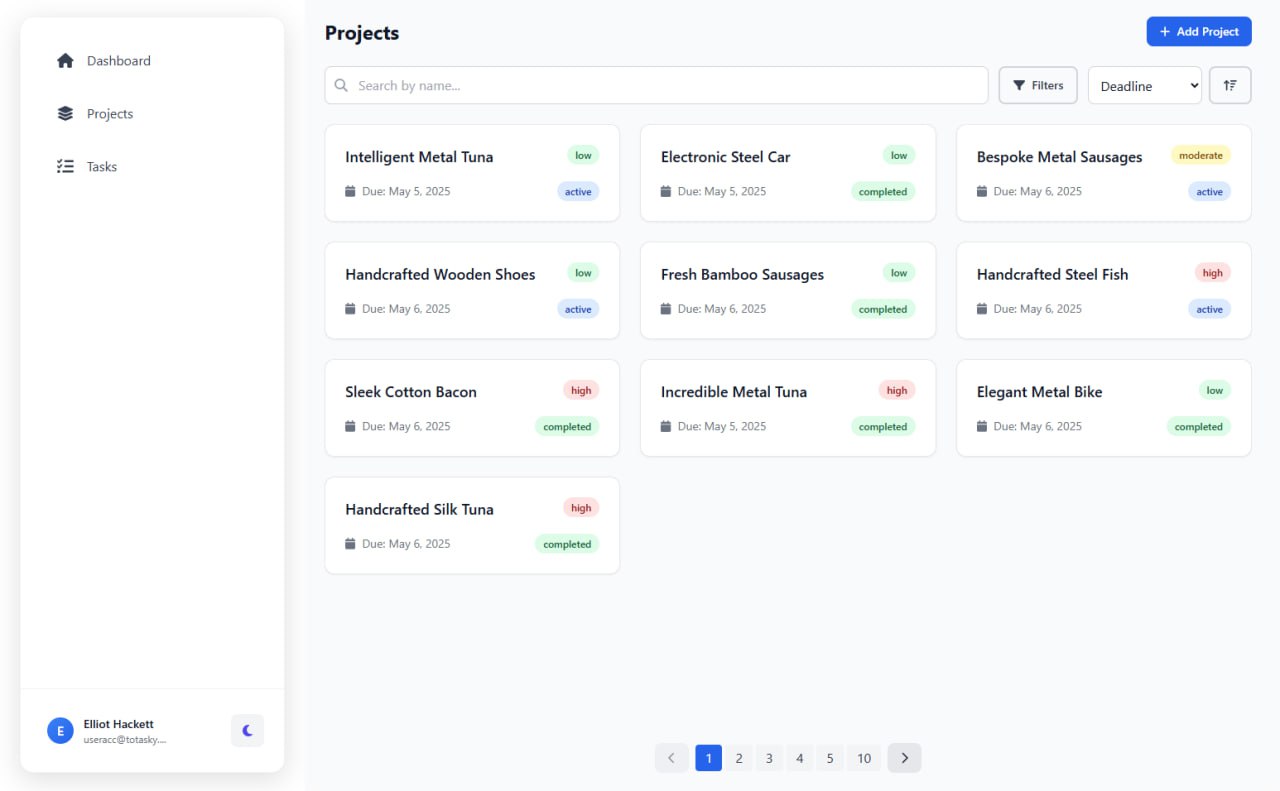 Dashboard
Projects
Tasks
Elliot Hackett
useracc@totasky....
E
Projects
+ Add Project
Search by name...
Filters
Deadline
Intelligent Metal Tuna
low
Due: May 5, 2025
active
Electronic Steel Car
low
Due: May 5, 2025
completed
Bespoke Metal Sausages
moderate
Due: May 6, 2025
active
Handcrafted Wooden Shoes
low
Due: May 6, 2025
active
Fresh Bamboo Sausages
low
Due: May 6, 2025
completed
Handcrafted Steel Fish
high
Due: May 6, 2025
active
Sleek Cotton Bacon
high
Due: May 6, 2025
completed
Incredible Metal Tuna
high
Due: May 5, 2025
completed
Elegant Metal Bike
low
Due: May 6, 2025
completed
Handcrafted Silk Tuna
high
Due: May 6, 2025
completed
1 2 3 4 5 10